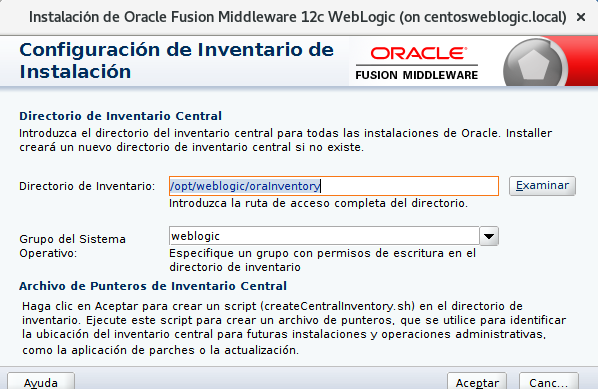 Instalación de Oracle Fusion Middleware 12c WebLogic (on centosweblogic.local) ×
Configuración de Inventario de
Instalación
ORACLE
FUSION MIDDLEWARE
Directorio de Inventario Central
Introduzca el directorio del inventario central para todas las instalaciones de Oracle. Installer
creará un nuevo directorio de inventario central si no existe.
Directorio de Inventario: /opt/weblogic/oraInventory Examinar
Introduzca la ruta de acceso completa del directorio.
Grupo del Sistema
Operativo:
weblogic
Especifique un grupo con permisos de escritura en el
directorio de inventario
Archivo de Punteros de Inventario Central
Haga clic en Aceptar para crear un script (createCentralInventory.sh) en el directorio de
inventario. Ejecute este script para crear un archivo de punteros, que se utilice para identificar
la ubicación del inventario central para futuras instalaciones y operaciones administrativas,
como la aplicación de parches o la actualización.
Ayuda Aceptar Canc...